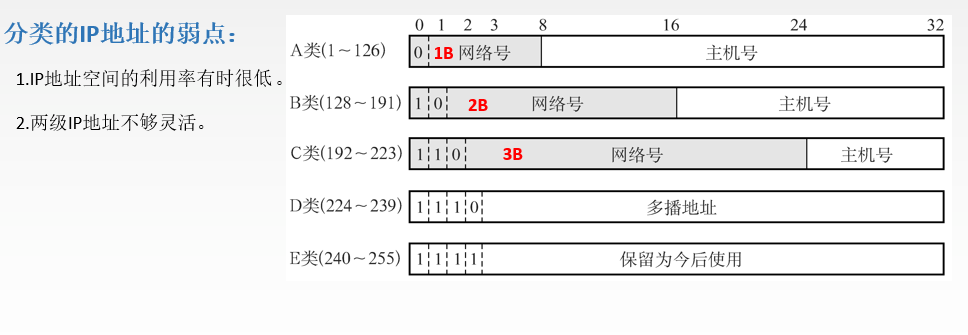 分类的IP地址的弱点：
1.IP地址空间的利用率有时很低。
2.两级IP地址不够灵活。
0 1 2 3 8 16 24 32
A类(1～126) 0 1B 网络号 主机号
B类(128～191) 1 0 2B 网络号 主机号
C类(192～223) 1 1 0 3B 网络号 主机号
D类(224～239) 1 1 1 0 多播地址
E类(240～255) 1 1 1 1 保留为今后使用